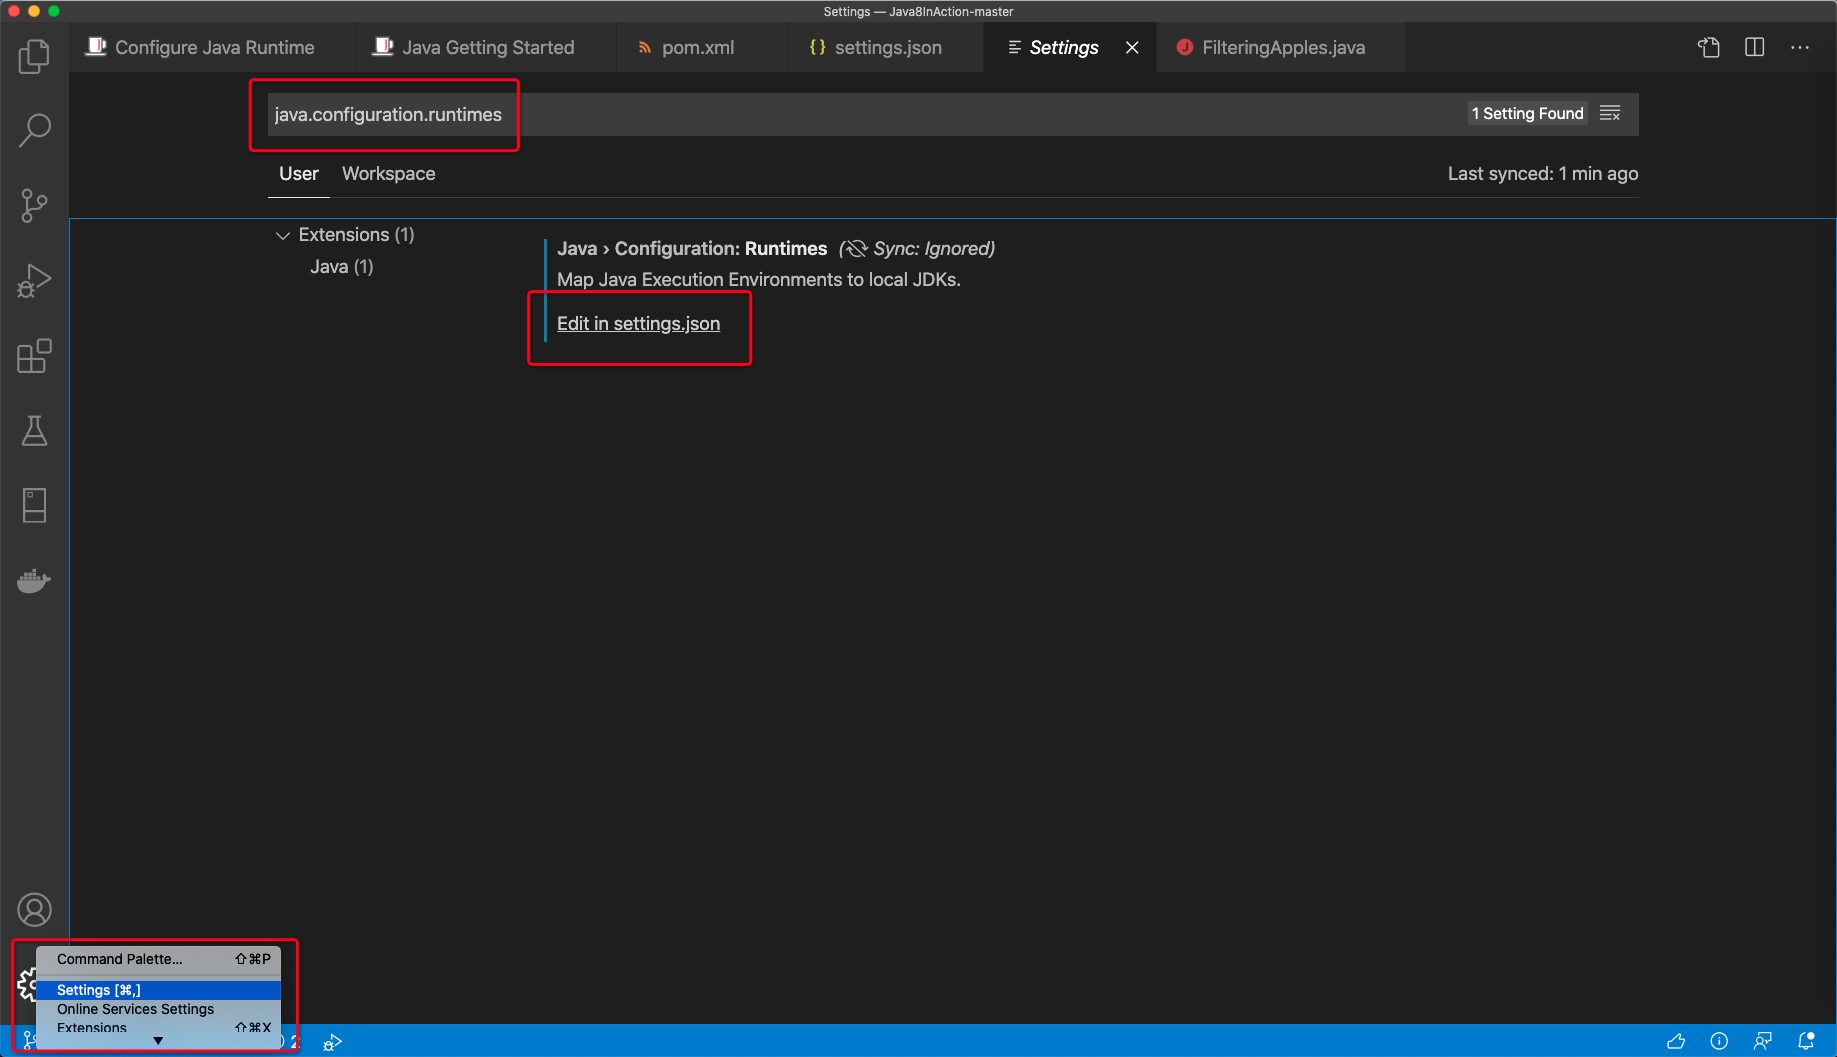 Settings — Java8InAction-master
Configure Java Runtime
Java Getting Started
pom.xml
{} settings.json
Settings
FilteringApples.java
java.configuration.runtimes
1 Setting Found
User
Workspace
Last synced: 1 min ago
Extensions (1)
Java (1)
Java › Configuration: Runtimes (Sync: Ignored)
Map Java Execution Environments to local JDKs.
Edit in settings.json
Command Palette... ⇧⌘P
Settings [⌘,]
Online Services Settings
Extensions ⇧⌘X
2